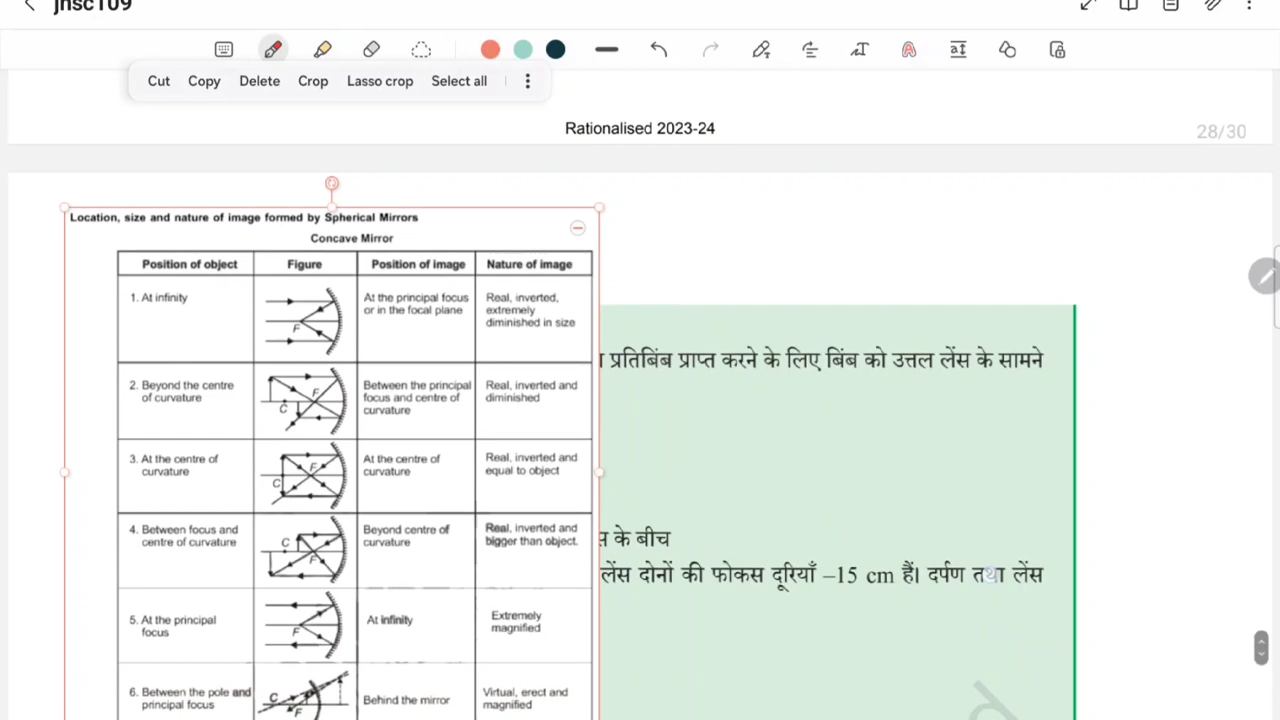 jhsc109
Cut Copy Delete Crop Lasso crop Select all
Rationalised 2023-24
28/30
Location, size and nature of image formed by Spherical Mirrors
Concave Mirror
Position of object Figure Position of image Nature of image
1. At infinity
F
At the principal focus
or in the focal plane
Real, inverted,
extremely
diminished in size
2. Beyond the centre
of curvature
F
C
Between the principal
focus and centre of
curvature
Real, inverted and
diminished
3. At the centre of
curvature
F
C
At the centre of
curvature
Real, inverted and
equal to object
4. Between focus and
centre of curvature
C
F
Beyond centre of
curvature
Real, inverted and
bigger than object.
5. At the principal
focus
F
At infinity
Extremely
magnified
6. Between the pole and
principal focus
C
F
Behind the mirror
Virtual, erect and
magnified
प्रतिबिंब प्राप्त करने के लिए बिंब को उत्तल लेंस के सामने
के बीच
लेंस दोनों की फोकस दूरियाँ –15 cm हैं। दर्पण तथा लेंस